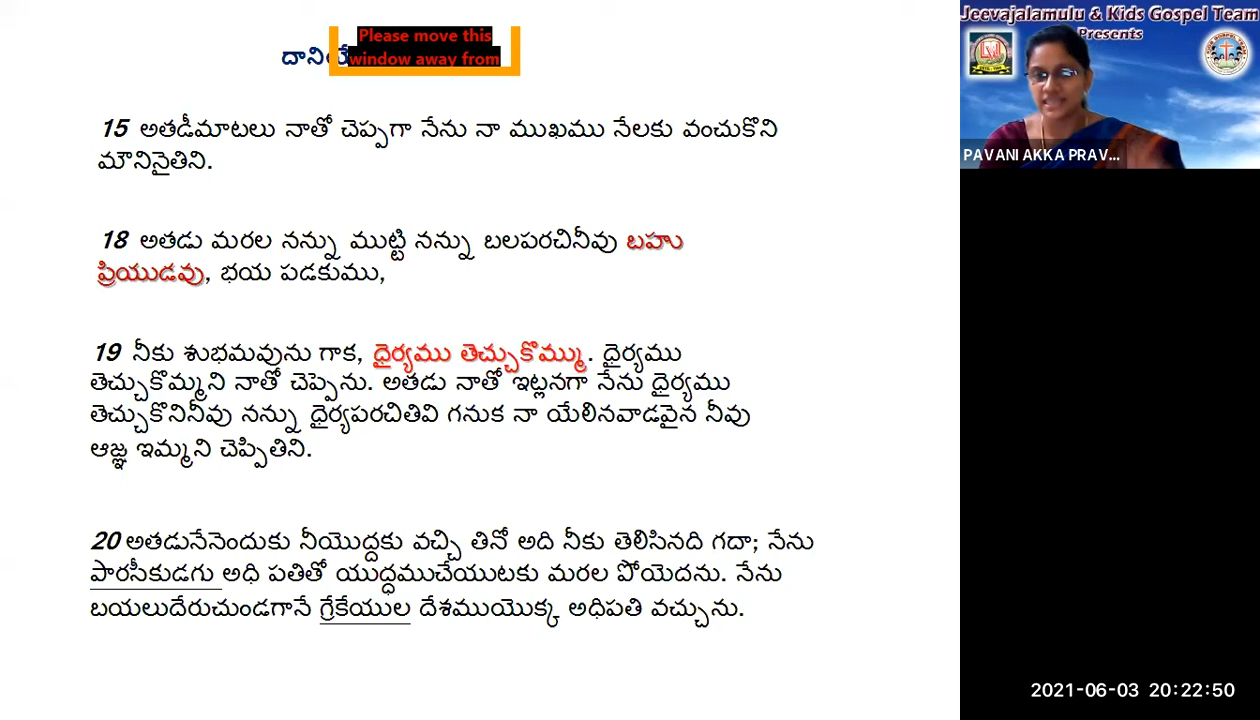 Please move this
window away from
15 అతడీమాటలు నాతో చెప్పగా నేను నా ముఖము నేలకు వంచుకొని
మౌనినైతిని.
18 అతడు మరల నన్ను ముట్టి నన్ను బలపరచినీవు బహు
ప్రియుడవు, భయ పడకుము,
19 నీకు శుభమవును గాక, ధైర్యము తెచ్చుకొమ్ము. ధైర్యము
తెచ్చుకొమ్మని నాతో చెప్పెను. అతడు నాతో ఇట్లనగా నేను ధైర్యము
తెచ్చుకొనినీవు నన్ను ధైర్యపరచితివి గనుక నా యేలినవాడవైన నీవు
ఆజ్ఞ ఇమ్మని చెప్పితిని.
20 అతడునేనెందుకు నీయొద్దకు వచ్చి తినో అది నీకు తెలిసినది గదా; నేను
పారసీకుడగు అధి పతితో యుద్ధముచేయుటకు మరల పోయెదను. నేను
బయలుదేరుచుండగానే గ్రేకేయుల దేశముయొక్క అధిపతి వచ్చును.
Jeevajalamulu & Kids Gospel Team
Presents
PAVANI AKKA PRAV...
2021-06-03 20:22:50